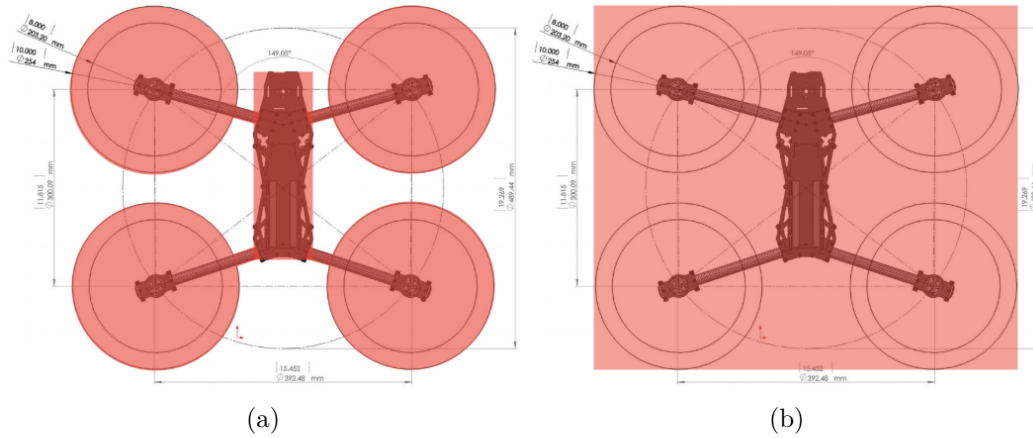 8.000
∅203.20 mm
10.000
∅254 mm
149.08°
11.815
∅300.09 mm
19.269
∅489.44 mm
15.452
∅392.48 mm
(a)
8.000
∅203.20 mm
10.000
∅254 mm
149.08°
11.815
∅300.09 mm
19.269
15.452
∅392.48 mm
(b)